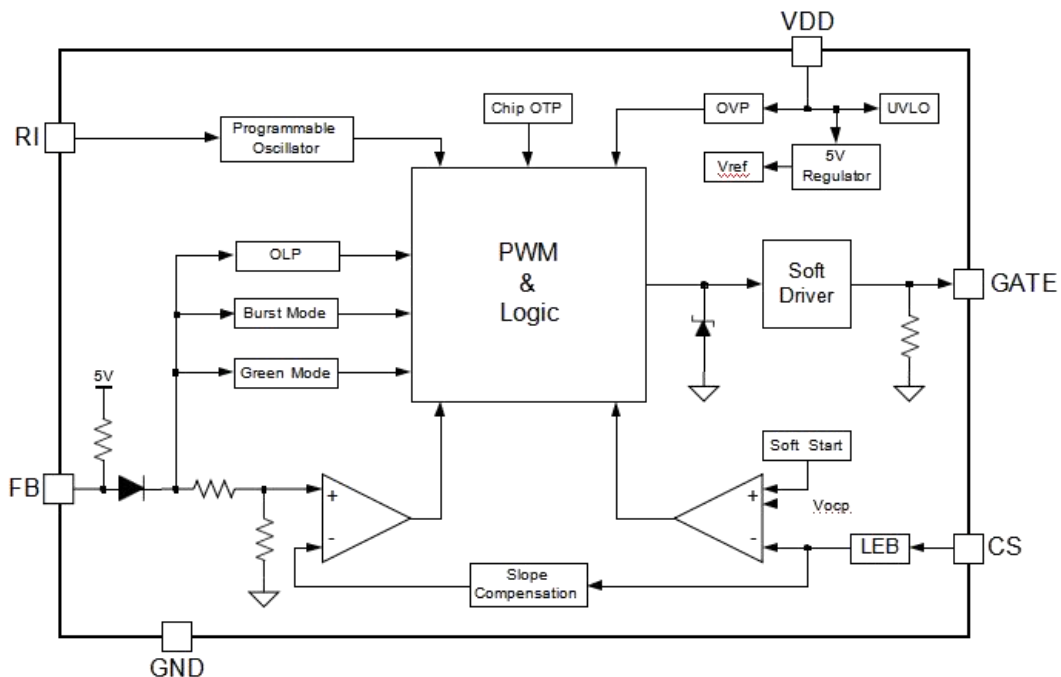 VDD
RI
Programmable
Oscillator
Chip OTP
OVP
UVLO
Vref
5V
Regulator
OLP
Burst Mode
Green Mode
PWM
&
Logic
Soft
Driver
GATE
5V
FB
+
-
Soft Start
+
Vocp
-
LEB
CS
Slope
Compensation
GND